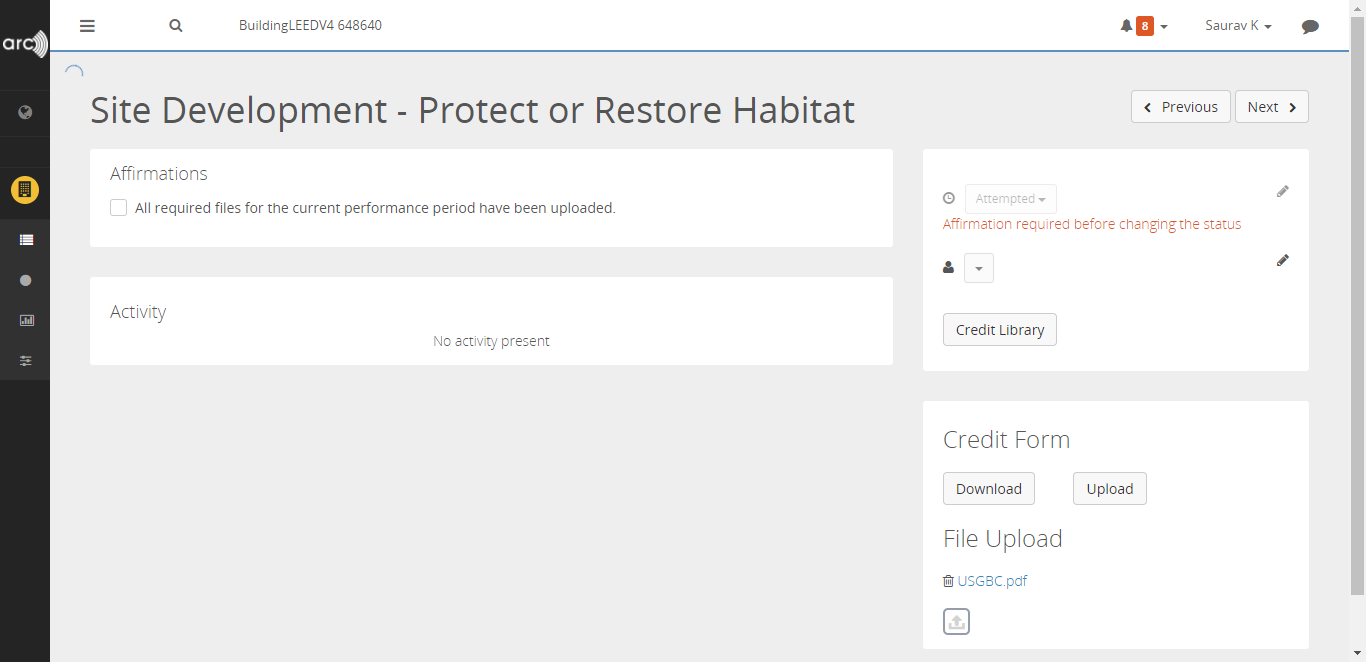 arc
BuildingLEEDV4 648640
8
Saurav K
Site Development - Protect or Restore Habitat
Previous
Next
Affirmations
All required files for the current performance period have been uploaded.
Attempted
Affirmation required before changing the status
Credit Library
Activity
No activity present
Credit Form
Download
Upload
File Upload
USGBC.pdf